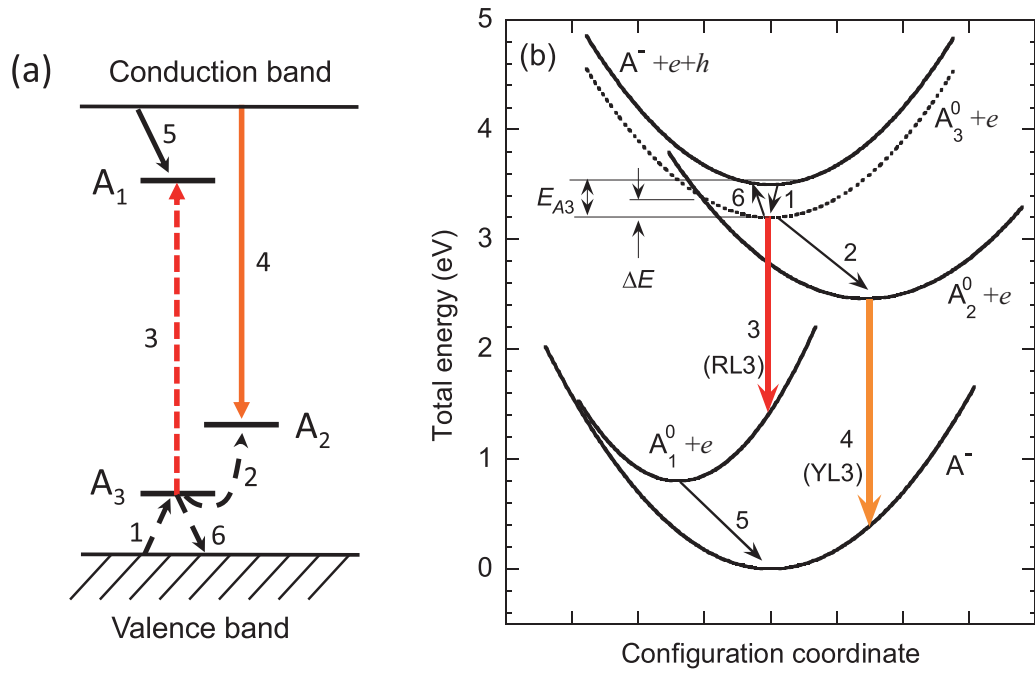 (a)
Conduction band
5
A₁
4
3
A₂
A₃
2
1
6
Valence band
(b)
5
4
3
2
1
0
Total energy (eV)
Configuration coordinate
A⁻ +e+h
A₃⁰ +e
E_A3
6
1
ΔE
2
A₂⁰ +e
3
(RL3)
A₁⁰ +e
4
(YL3)
A⁻
5